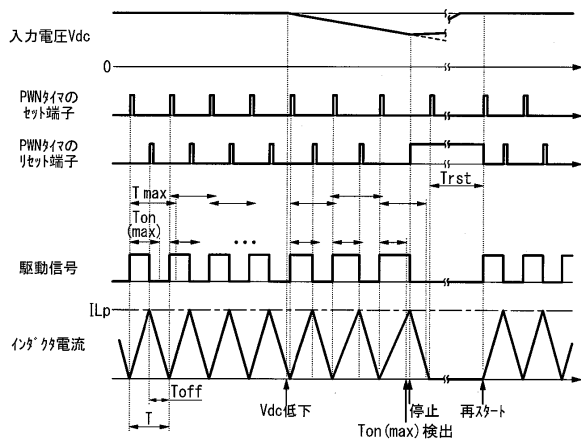 入力電圧Vdc
0
PWNタイマの
セット端子
PWNタイマの
リセット端子
Trst
Tmax
Ton
(max)
•••
駆動信号
ILp
インダクタ電流
Toff
T
Vdc低下
停止
再スタート
Ton(max)検出